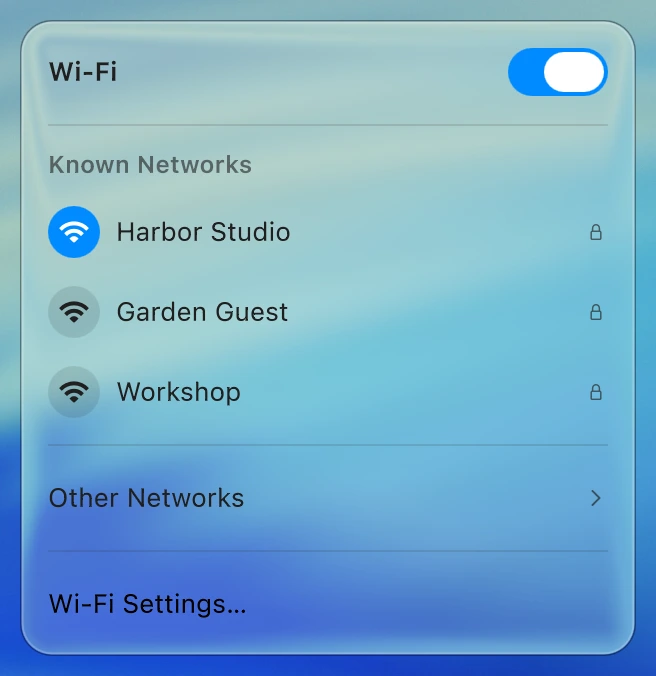 Wi-Fi
Known Networks
Harbor Studio
Garden Guest
Workshop
Other Networks
Wi-Fi Settings...